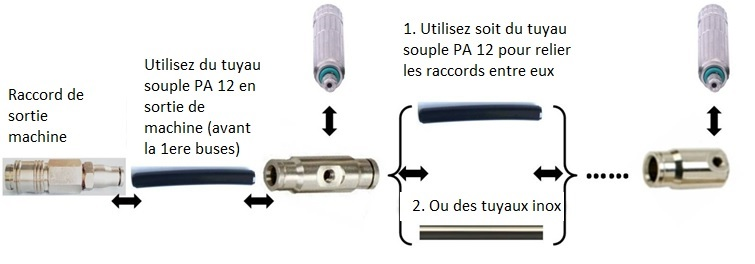 Raccord de
sortie
machine
Utilisez du tuyau
souple PA 12 en
sortie de
machine (avant
la 1ere buses)
1. Utilisez soit du tuyau
souple PA 12 pour relier
les raccords entre eux
2. Ou des tuyaux inox